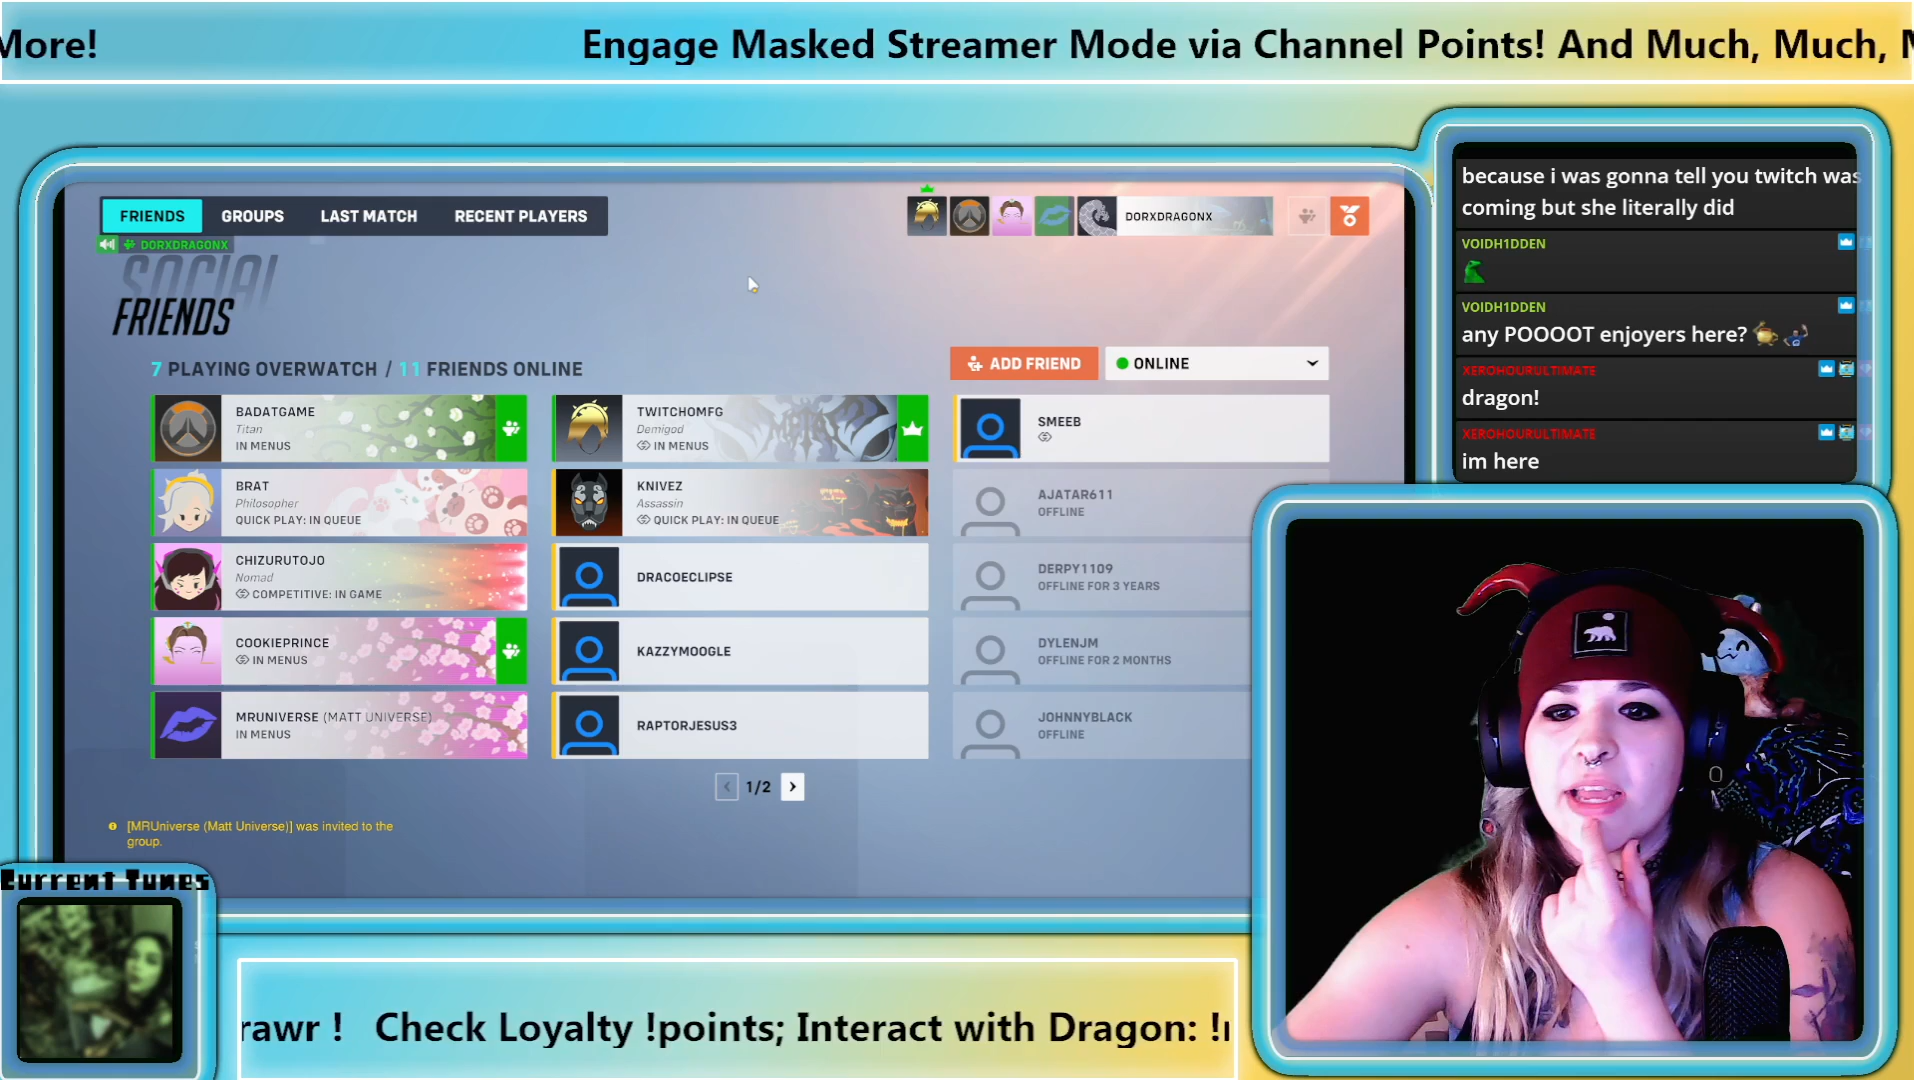 More!
Engage Masked Streamer Mode via Channel Points! And Much, Much,
FRIENDS
GROUPS
LAST MATCH
RECENT PLAYERS
DORXDRAGONX
DORXDRAGONX
SOCIAL
FRIENDS
7 PLAYING OVERWATCH / 11 FRIENDS ONLINE
ADD FRIEND
ONLINE
BADATGAME
Titan
IN MENUS
BRAT
Philosopher
QUICK PLAY: IN QUEUE
CHIZURUTOJO
Nomad
COMPETITIVE: IN GAME
COOKIEPRINCE
IN MENUS
MRUNIVERSE (MATT UNIVERSE)
IN MENUS
TWITCHOMFG
Demigod
IN MENUS
KNIVEZ
Assassin
QUICK PLAY: IN QUEUE
DRACOECLIPSE
KAZZYMOOGLE
RAPTORJESUS3
SMEEB
AJATAR611
OFFLINE
DERPY1109
OFFLINE FOR 3 YEARS
DYLENJM
OFFLINE FOR 2 MONTHS
JOHNNYBLACK
OFFLINE
1/2
[MRUniverse (Matt Universe)] was invited to the
group.
because i was gonna tell you twitch was
coming but she literally did
VOIDH1DDEN
VOIDH1DDEN
any POOOOT enjoyers here?
XEROHOURULTIMATE
dragon!
XEROHOURULTIMATE
im here
Current Tunes
rawr ! Check Loyalty !points; Interact with Dragon: